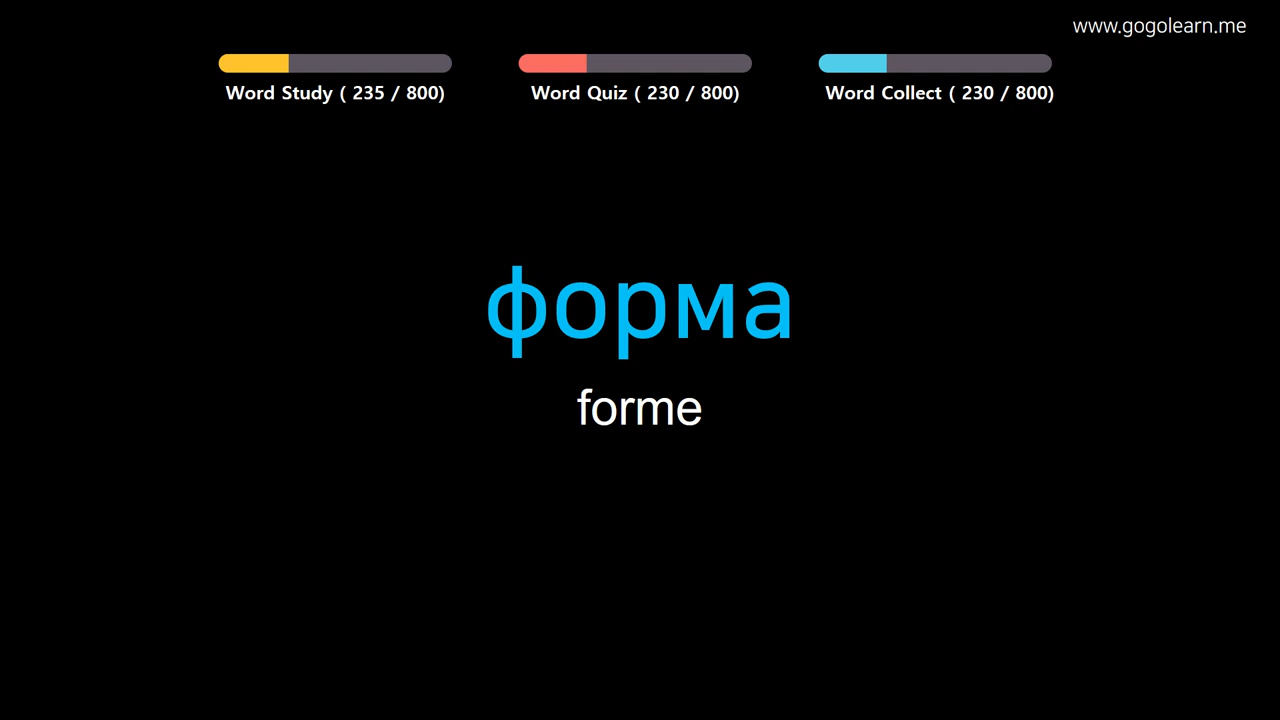 www.gogolearn.me
Word Study ( 235 / 800)
Word Quiz ( 230 / 800)
Word Collect ( 230 / 800)
форма
forme